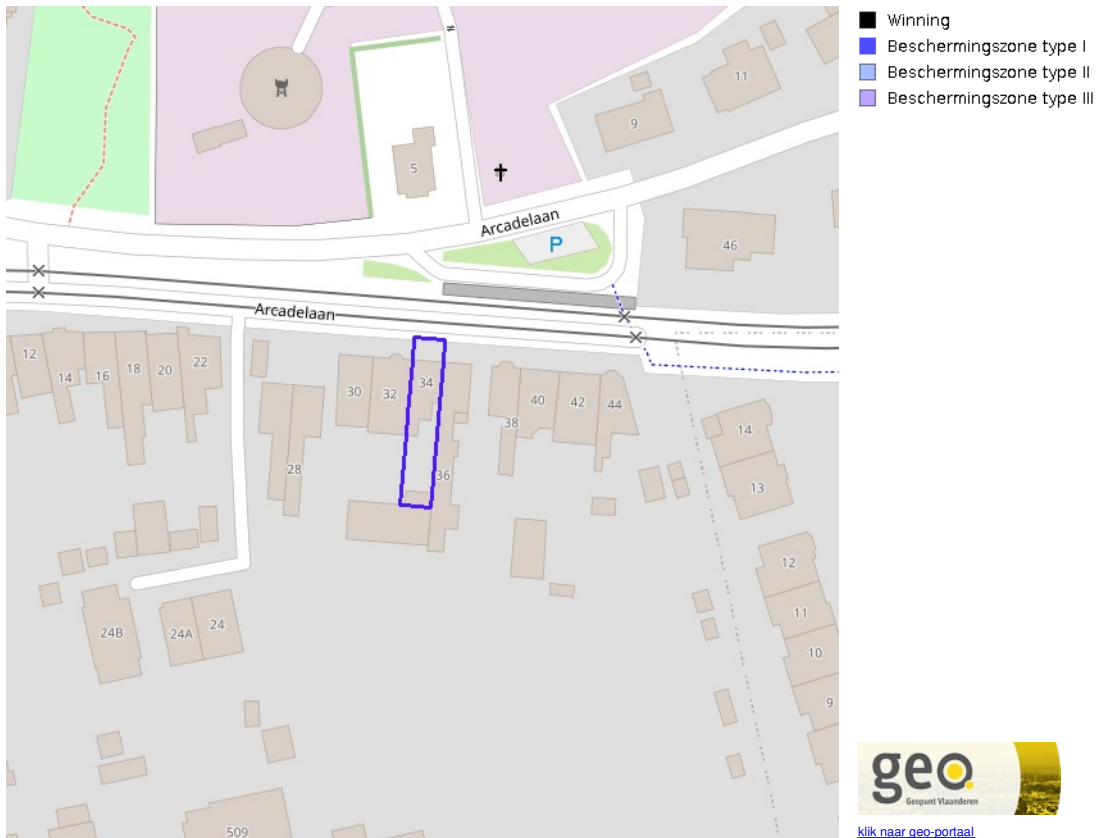 Winning
Beschermingszone type I
Beschermingszone type II
Beschermingszone type III
11
9
5
Arcadelaan
P
46
Arcadelaan
12
14
16
18
20
22
30
32
34
38
40
42
44
28
36
14
13
12
11
10
9
24B
24A
24
509
geo.
Geopunt Vlaanderen
klik naar geo-portaal